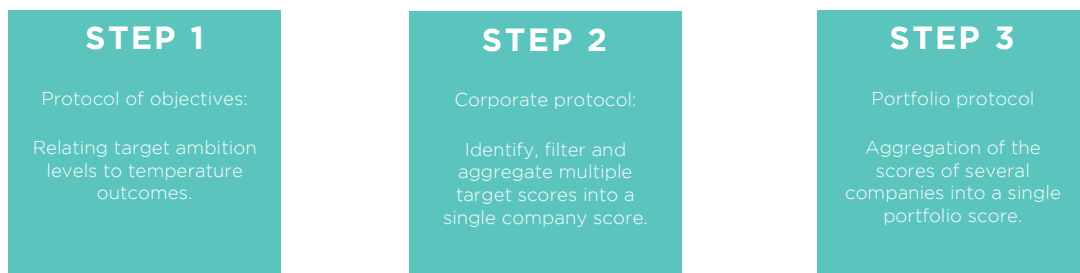 STEP 1
Protocol of objectives:
Relating target ambition
levels to temperature
outcomes.
STEP 2
Corporate protocol:
Identify, filter and
aggregate multiple
target scores into a
single company score.
STEP 3
Portfolio protocol
Aggregation of the
scores of several
companies into a single
portfolio score.